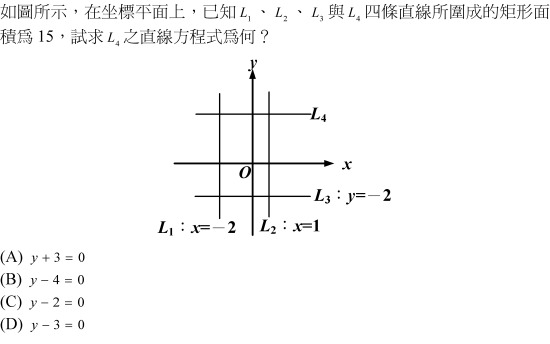 如圖所示，在坐標平面上，已知 L₁ 、 L₂ 、 L₃ 與 L₄ 四條直線所圍成的矩形面
積為 15，試求 L₄ 之直線方程式為何？
y
L₄
x
O
L₃：y=－2
L₁：x=－2 L₂：x=1
(A) y + 3 = 0
(B) y − 4 = 0
(C) y − 2 = 0
(D) y − 3 = 0